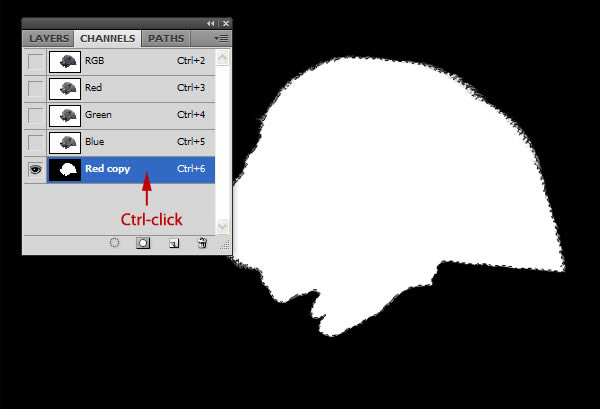 LAYERS CHANNELS PATHS
RGB Ctrl+2
Red Ctrl+3
Green Ctrl+4
Blue Ctrl+5
Red copy Ctrl+6
Ctrl-click